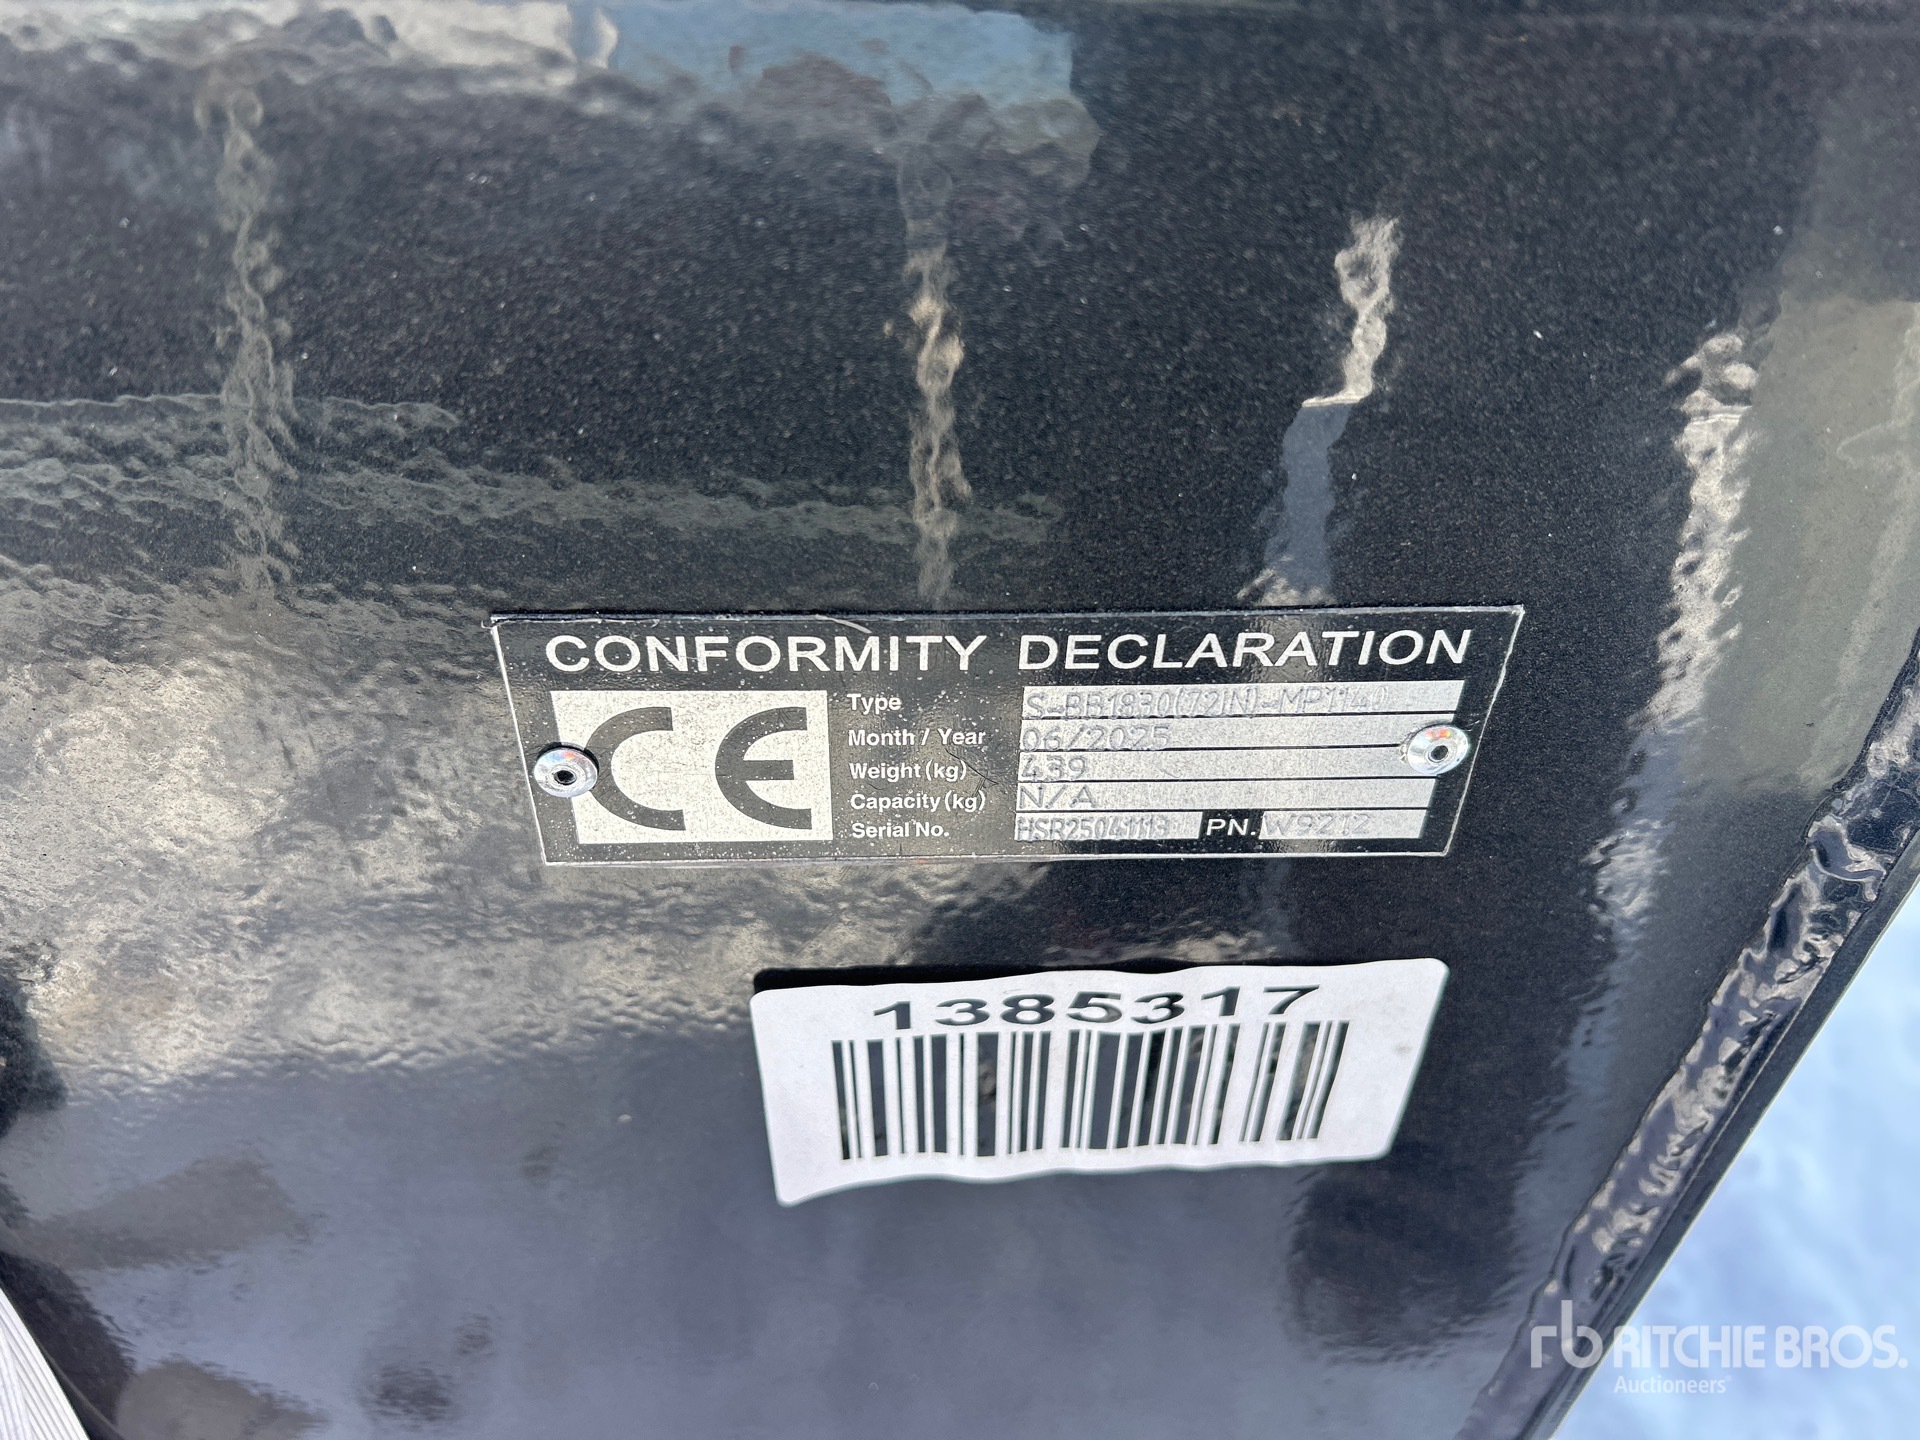 CONFORMITY DECLARATION
CE
Type S-BB1830(72IN)-MP1140
Month / Year 06/2025
Weight (kg) 439
Capacity (kg) N/A
Serial No. HSR25041113 PN. W9212
1385317
rb RITCHIE BROS.
Auctioneers